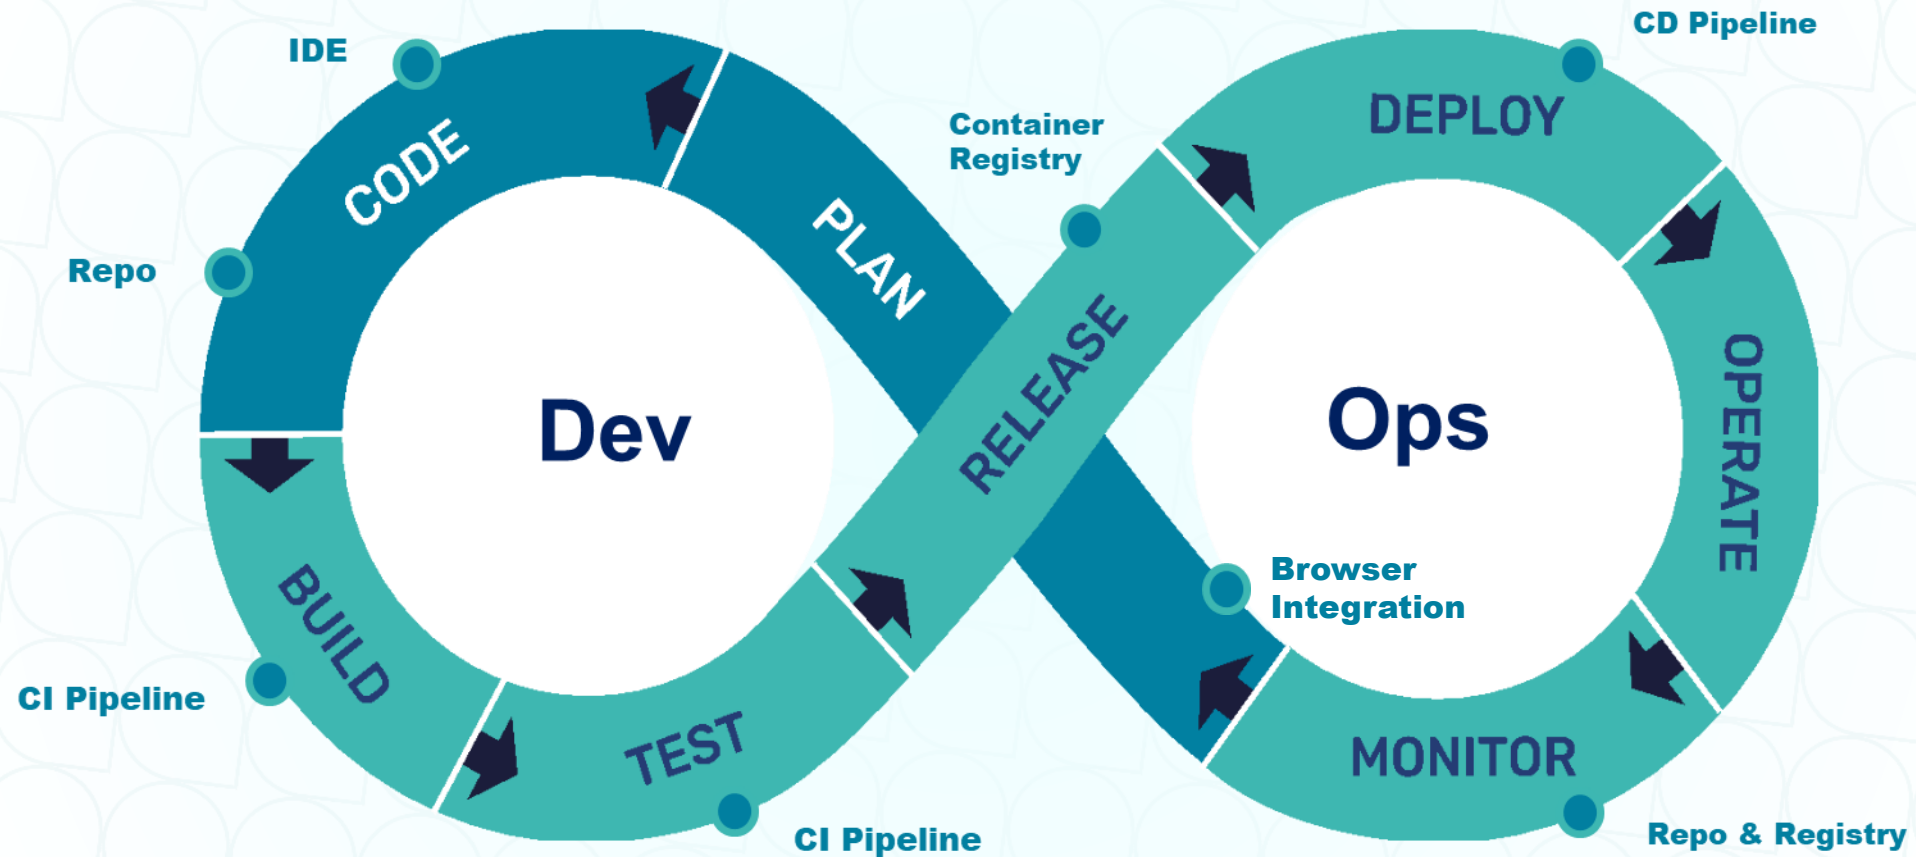 CD Pipeline
IDE
DEPLOY
Container
Registry
CODE
PLAN
Repo
RELEASE
OPERATE
Dev
Ops
Browser
Integration
BUILD
CI Pipeline
TEST
MONITOR
CI Pipeline
Repo & Registry